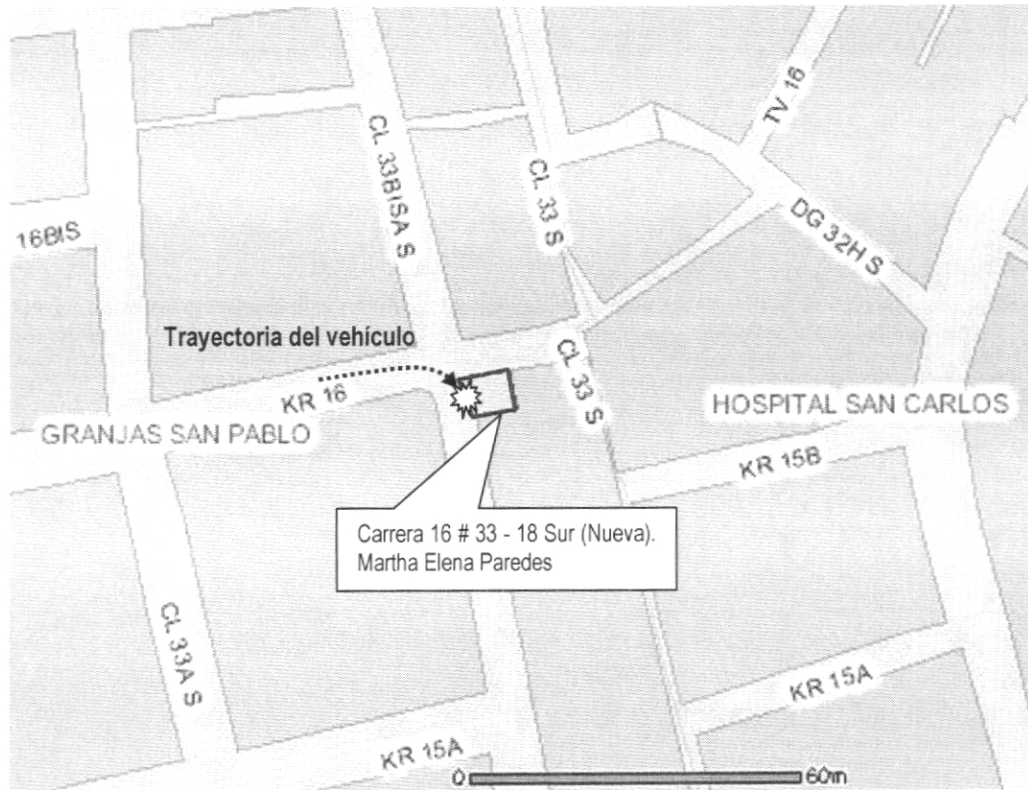 TV 16
CL 33BISA S
CL 33 S
16BIS
DG 32H S
Trayectoria del vehículo
CL 33 S
KR 16
HOSPITAL SAN CARLOS
GRANJAS SAN PABLO
KR 15B
Carrera 16 # 33 - 18 Sur (Nueva).
Martha Elena Paredes
CL 33A S
KR 15A
KR 15A
0 60m